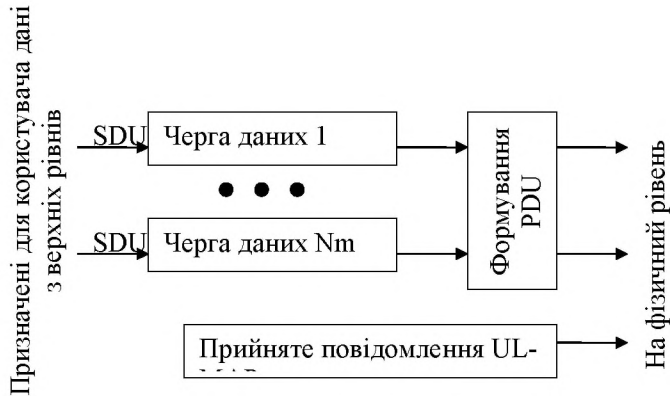 Призначені для користувача дані
з верхніх рівнів
SDU
Черга даних 1
SDU
Черга даних Nm
Формування
PDU
Прийняте повідомлення UL-
На фізичний рівень